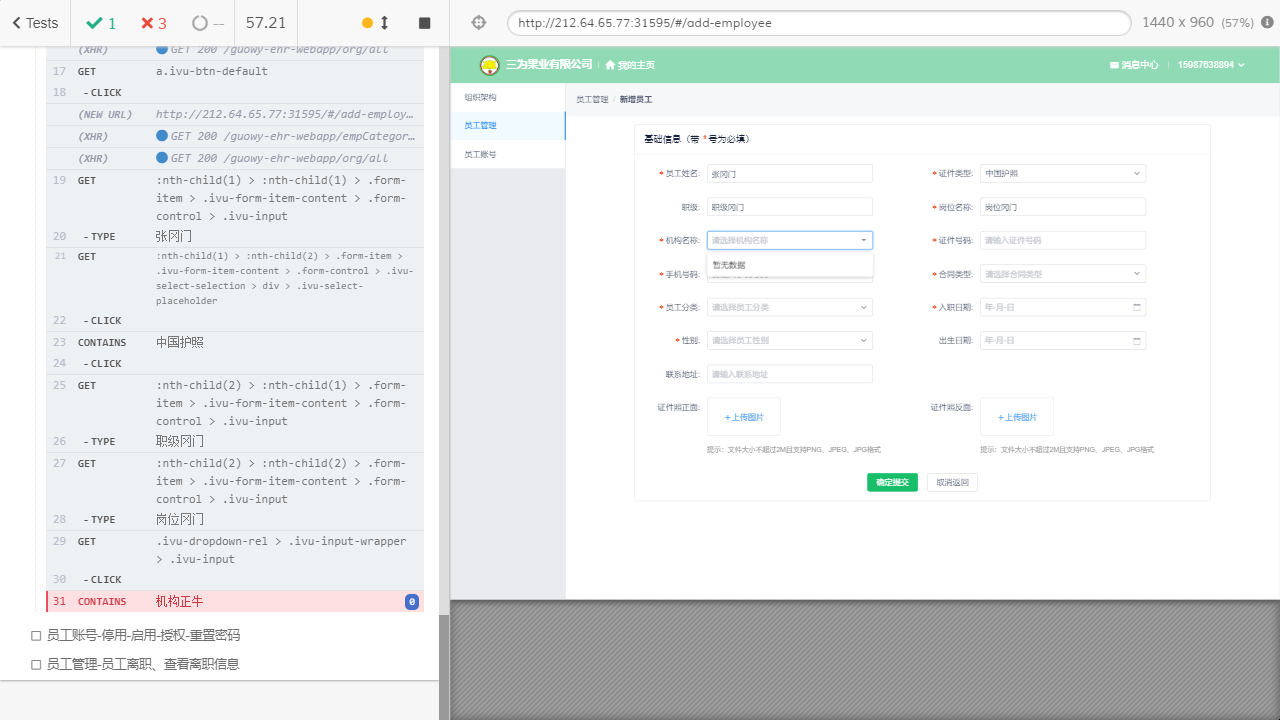 Tests
1
3
--
57.21
http://212.64.65.77:31595/#/add-employee
1440 x 960 (57%)
(XHR) GET 200 /guowy-ehr-webapp/org/all
17 GET a.ivu-btn-default
18 - CLICK
(NEW URL) http://212.64.65.77:31595/#/add-employ…
(XHR) GET 200 /guowy-ehr-webapp/empCategor…
(XHR) GET 200 /guowy-ehr-webapp/org/all
19 GET :nth-child(1) > :nth-child(1) > .form-
item > .ivu-form-item-content > .form-
control > .ivu-input
20 - TYPE 张冈门
21 GET :nth-child(1) > :nth-child(2) > .form-item >
.ivu-form-item-content > .form-control > .ivu-
select-selection > div > .ivu-select-
placeholder
22 - CLICK
23 CONTAINS 中国护照
24 - CLICK
25 GET :nth-child(2) > :nth-child(1) > .form-
item > .ivu-form-item-content > .form-
control > .ivu-input
26 - TYPE 职级冈门
27 GET :nth-child(2) > :nth-child(2) > .form-
item > .ivu-form-item-content > .form-
control > .ivu-input
28 - TYPE 岗位冈门
29 GET .ivu-dropdown-rel > .ivu-input-wrapper
> .ivu-input
30 - CLICK
31 CONTAINS 机构正牛 0
员工账号-停用-启用-授权-重置密码
员工管理-员工离职、查看离职信息
三为果业有限公司 我的主页 消息中心 15987638894
组织架构
员工管理
员工账号
员工管理 / 新增员工
基础信息（带 * 号为必填）
* 员工姓名: 张冈门 * 证件类型: 中国护照
职级: 职级冈门 * 岗位名称: 岗位冈门
* 机构名称: 请选择机构名称 * 证件号码: 请输入证件号码
暂无数据
* 手机号码: * 合同类型: 请选择合同类型
* 员工分类: 请选择员工分类 * 入职日期: 年-月-日
* 性别: 请选择员工性别 出生日期: 年-月-日
联系地址: 请输入联系地址
证件照正面: +上传图片 证件照反面: +上传图片
提示：文件大小不超过2M且支持PNG、JPEG、JPG格式 提示：文件大小不超过2M且支持PNG、JPEG、JPG格式
确定提交 取消返回